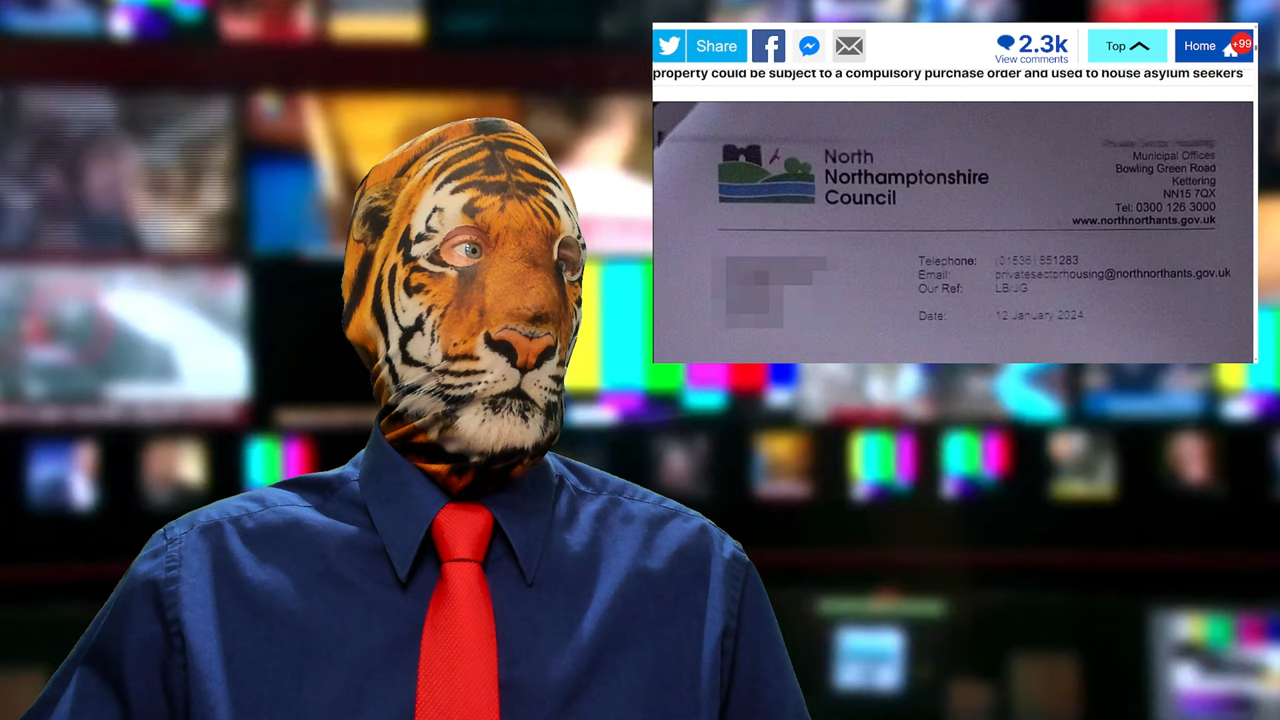 Share
2.3k
View comments
Top
Home
+99
property could be subject to a compulsory purchase order and used to house asylum seekers
North
Northamptonshire
Council
Municipal Offices
Bowling Green Road
Kettering
NN15 7QX
Tel: 0300 126 3000
www.northnorthants.gov.uk
Telephone: (01536) 851283
Email: privatesectorhousing@northnorthants.gov.uk
Our Ref: LB/JG
Date: 12 January 2024